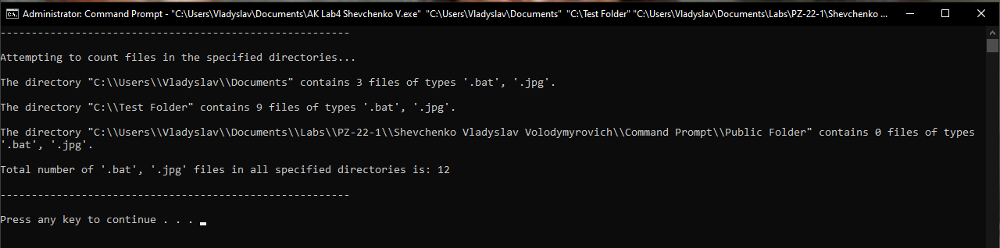 Administrator: Command Prompt - "C:\Users\Vladyslav\Documents\AK Lab4 Shevchenko V.exe" "C:\Users\Vladyslav\Documents" "C:\Test Folder" "C:\Users\Vladyslav\Documents\Labs\PZ-22-1\Shevchenko ...
--------------------------------------------------------
Attempting to count files in the specified directories...
The directory "C:\\Users\\Vladyslav\\Documents" contains 3 files of types '.bat', '.jpg'.
The directory "C:\\Test Folder" contains 9 files of types '.bat', '.jpg'.
The directory "C:\\Users\\Vladyslav\\Documents\\Labs\\PZ-22-1\\Shevchenko Vladyslav Volodymyrovich\\Command Prompt\\Public Folder" contains 0 files of types
'.bat', '.jpg'.
Total number of '.bat', '.jpg' files in all specified directories is: 12
--------------------------------------------------------
Press any key to continue . . .